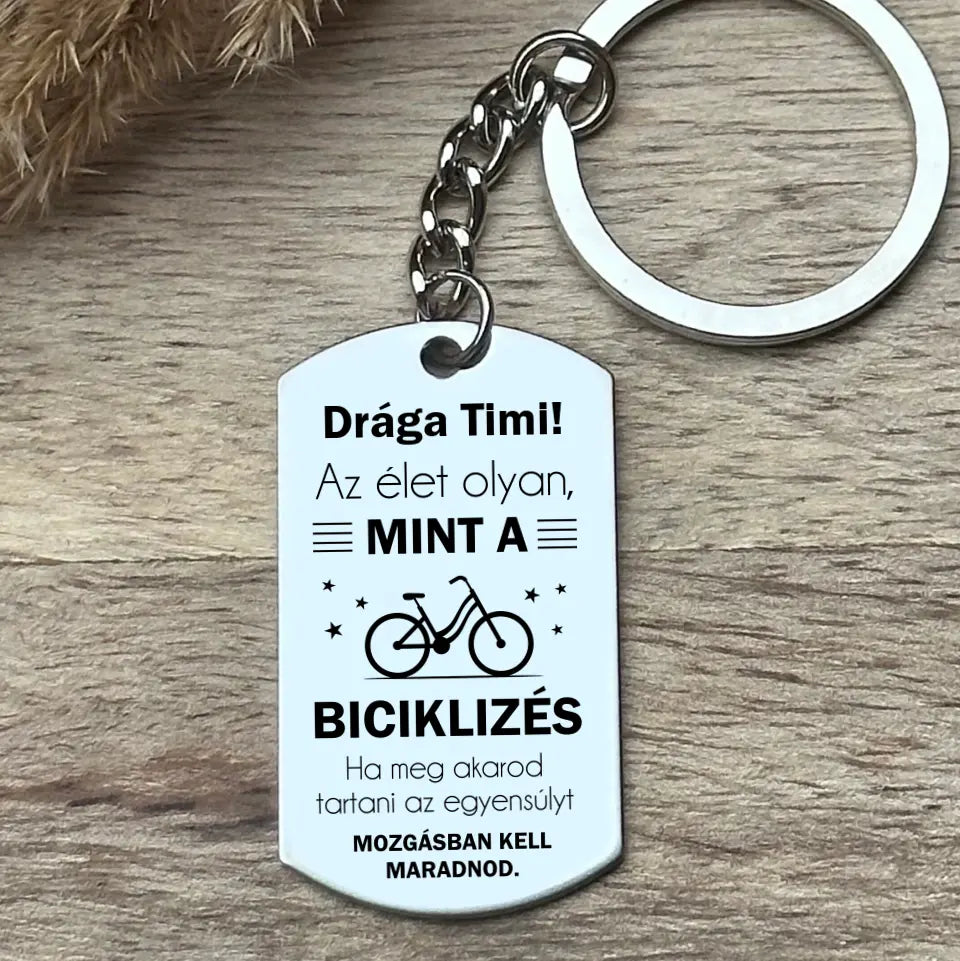 Drága Timi!
Az élet olyan,
MINT A
BICIKLIZÉS
Ha meg akarod
tartani az egyensúlyt
MOZGÁSBAN KELL
MARADNOD.